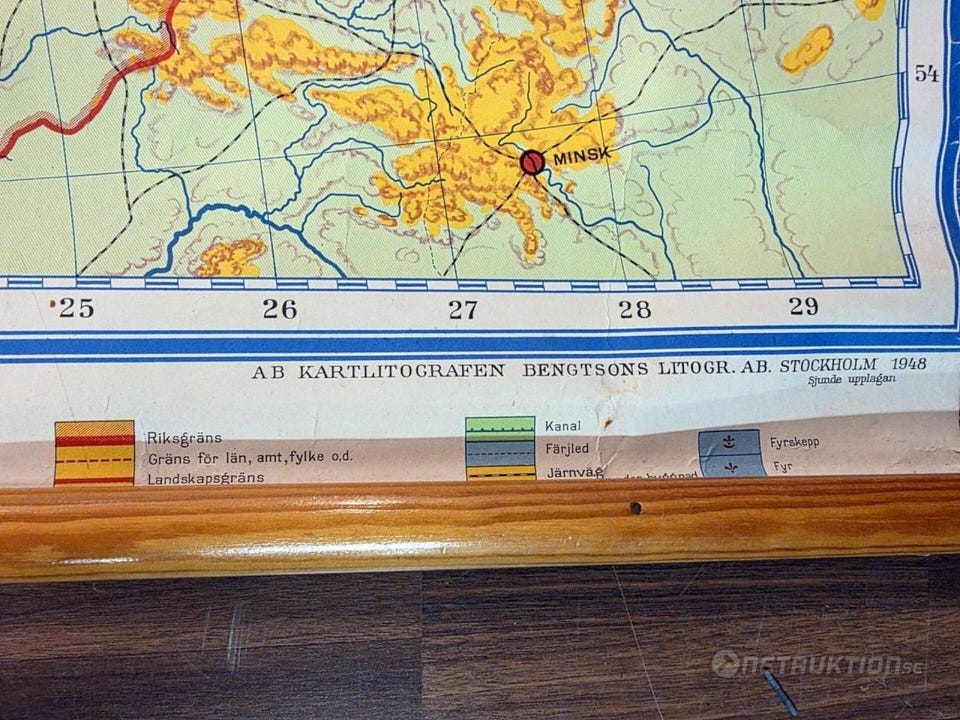 MINSK
54
25 26 27 28 29
AB KARTLITOGRAFEN BENGTSONS LITOGR. AB. STOCKHOLM 1948
Sjunde upplagan
Riksgräns
Gräns för län, amt, fylke o.d.
Landskapsgräns
Kanal
Färjled
Järnväg
Fyrskepp
Fyr
NSTRUKTION.SE